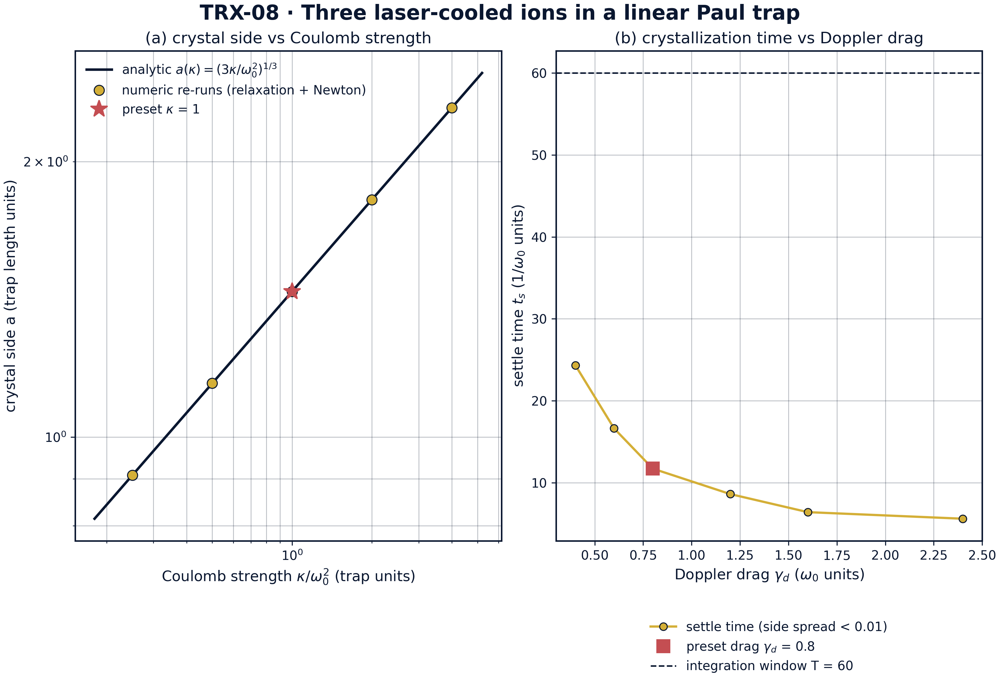 TRX-08 · Three laser-cooled ions in a linear Paul trap
(a) crystal side vs Coulomb strength
analytic a(κ) = (3κ/ω₀²)^{1/3}
numeric re-runs (relaxation + Newton)
preset κ = 1
crystal side a (trap length units)
2 × 10⁰
10⁰
10⁰
Coulomb strength κ/ω₀² (trap units)
(b) crystallization time vs Doppler drag
settle time tₛ (1/ω₀ units)
60
50
40
30
20
10
0.50 0.75 1.00 1.25 1.50 1.75 2.00 2.25 2.50
Doppler drag γ_d (ω₀ units)
settle time (side spread < 0.01)
preset drag γ_d = 0.8
integration window T = 60